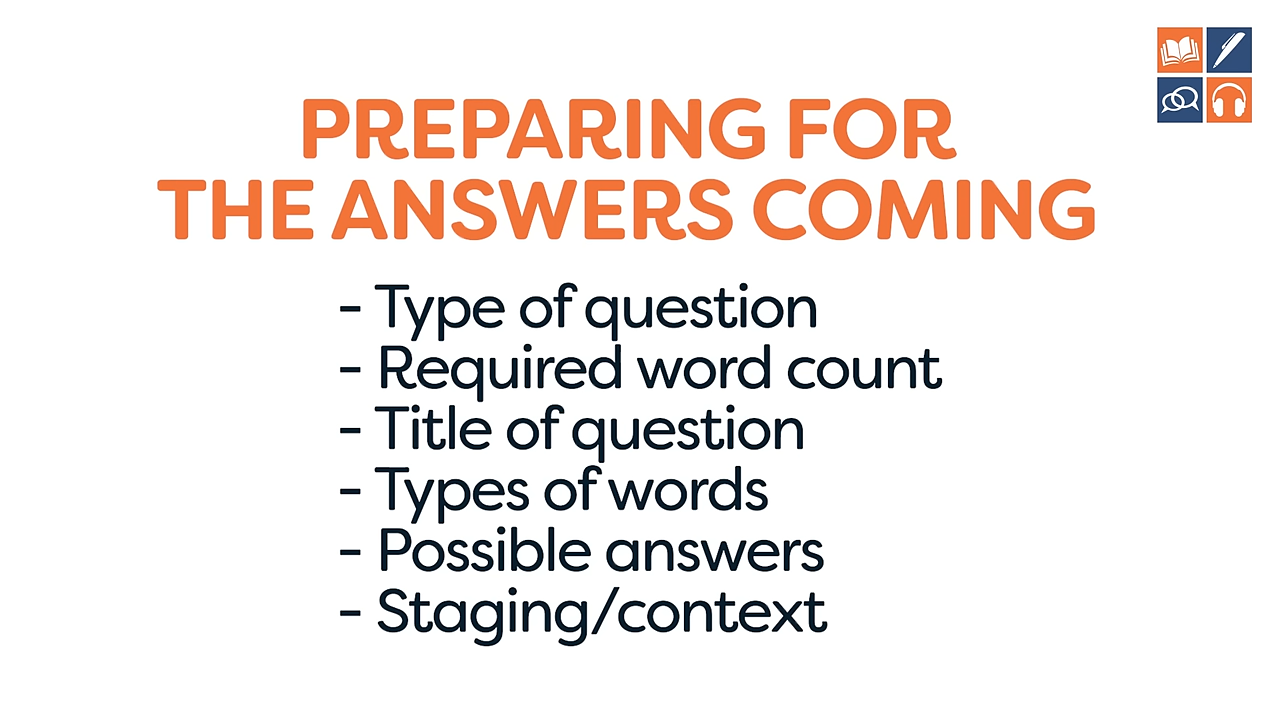 PREPARING FOR
THE ANSWERS COMING
- Type of question
- Required word count
- Title of question
- Types of words
- Possible answers
- Staging/context